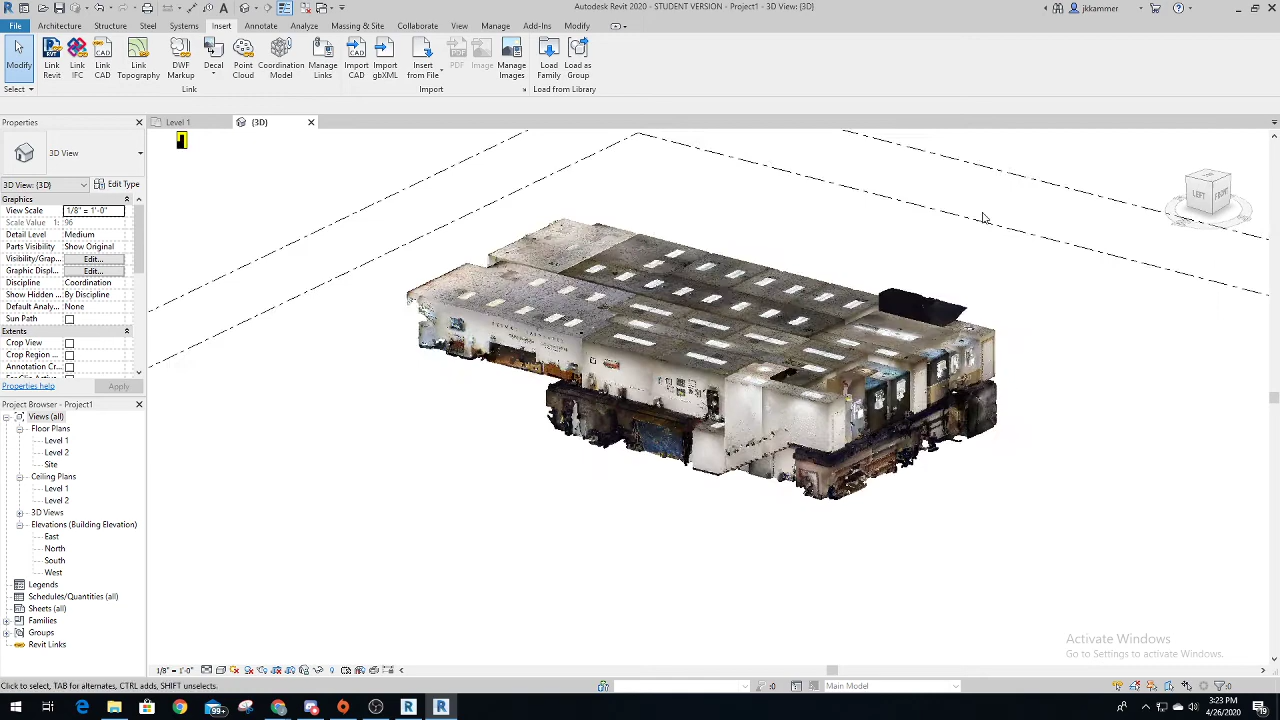 Autodesk Revit 2020 - STUDENT VERSION - Project1 - 3D View: {3D}
jkkammer
File Architecture Structure Steel Systems Insert Annotate Analyze Massing & Site Collaborate View Manage Add-Ins Modify
Modify
Link Revit
Link IFC
Link CAD
Link Topography
DWF Markup
Decal
Point Cloud
Coordination Model
Manage Links
Import CAD
Import gbXML
Insert from File
PDF
Image
Manage Images
Load Family
Load as Group
Select
Link
Import
Load from Library
Properties
Level 1
{3D}
3D View
3D View: {3D}
Edit Type
Graphics
View Scale 1/8" = 1'-0"
Scale Value 1: 96
Detail Level Medium
Parts Visibility Show Original
Visibility/Grap... Edit...
Graphic Displ... Edit...
Discipline Coordination
Show Hidden ... By Discipline
Default Analy... None
Sun Path
Extents
Crop View
Crop Region ...
Annotation Cr...
Properties help
Apply
Project Browser - Project1
Views (all)
Floor Plans
Level 1
Level 2
Site
Ceiling Plans
Level 1
Level 2
3D Views
Elevations (Building Elevation)
East
North
South
West
Legends
Schedules/Quantities (all)
Sheets (all)
Families
Groups
Revit Links
LEFT
FRONT
Activate Windows
Go to Settings to activate Windows.
1/8" = 1'-0"
Click to select, TAB for alternates, CTRL adds, SHIFT unselects.
:0
Main Model
:0
99+
3:23 PM
4/26/2020